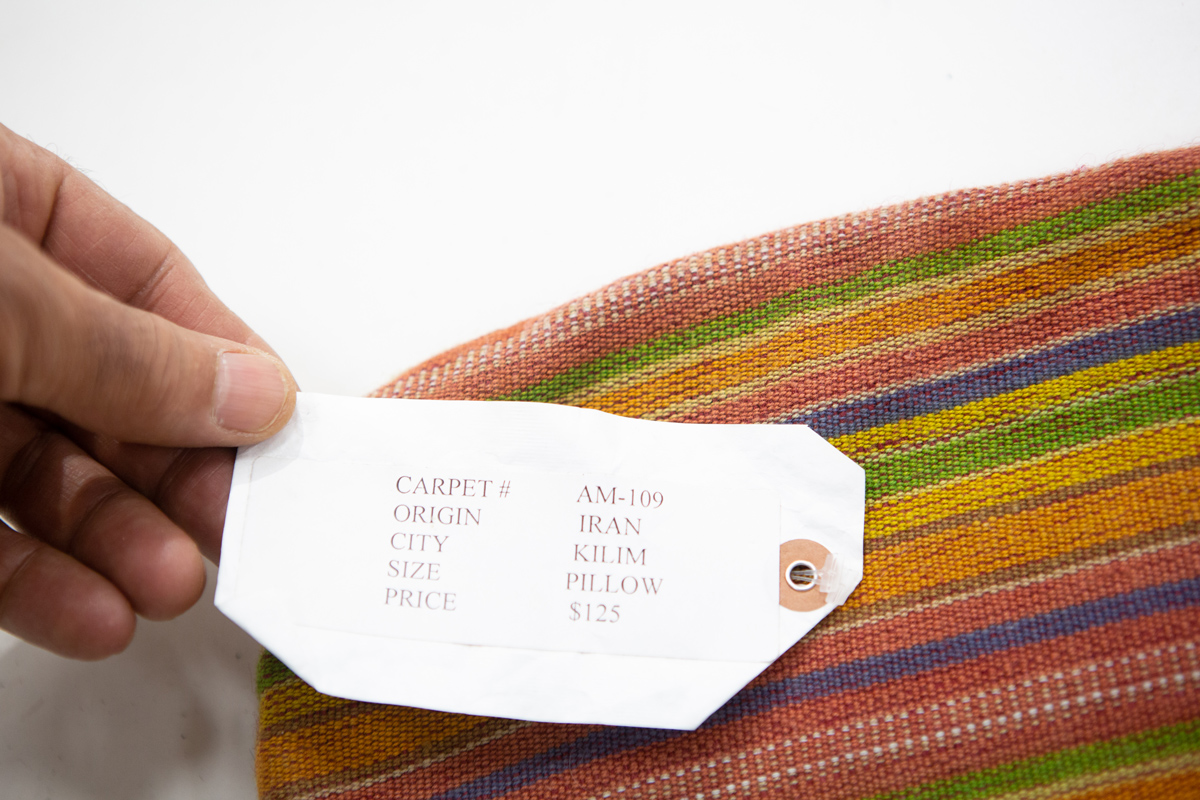 CARPET # AM-109
ORIGIN IRAN
CITY KILIM
SIZE PILLOW
PRICE $125